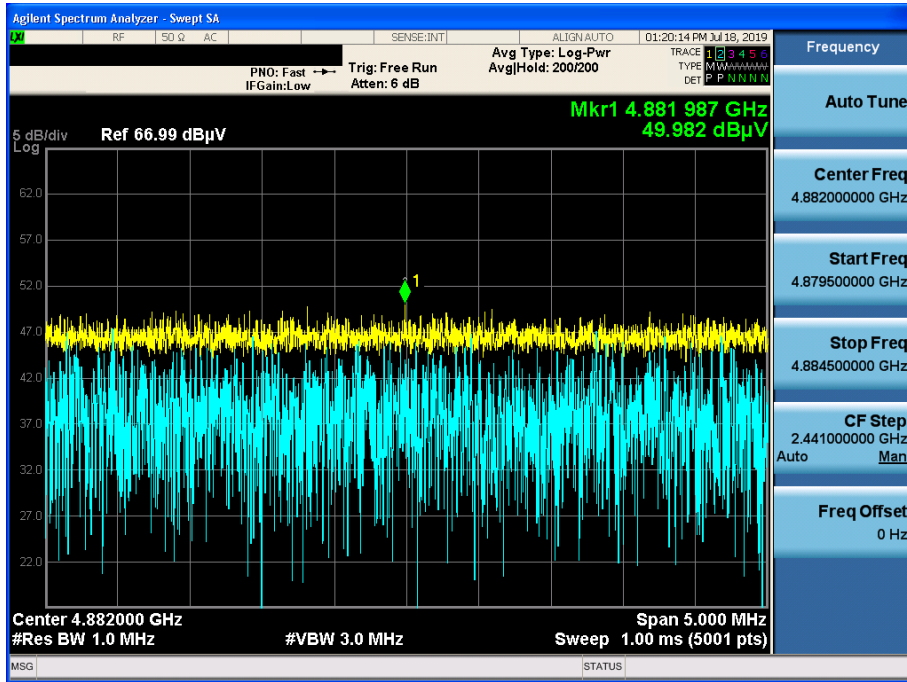 Agilent Spectrum Analyzer - Swept SA
LXI RF 50 Ω AC SENSE:INT ALIGN AUTO 01:20:14 PM Jul 18, 2019
PNO: Fast
IFGain:Low
Trig: Free Run
Atten: 6 dB
Avg Type: Log-Pwr
Avg|Hold: 200/200
TRACE 1 2 3 4 5 6
TYPE M W W W W W
DET P P N N N N
Mkr1 4.881 987 GHz
49.982 dBµV
5 dB/div Ref 66.99 dBµV
Log
62.0
57.0
52.0
47.0
42.0
37.0
32.0
27.0
22.0
1
Center 4.882000 GHz Span 5.000 MHz
#Res BW 1.0 MHz #VBW 3.0 MHz Sweep 1.00 ms (5001 pts)
MSG STATUS
Frequency
Auto Tune
Center Freq
4.882000000 GHz
Start Freq
4.879500000 GHz
Stop Freq
4.884500000 GHz
CF Step
2.441000000 GHz
Auto Man
Freq Offset
0 Hz